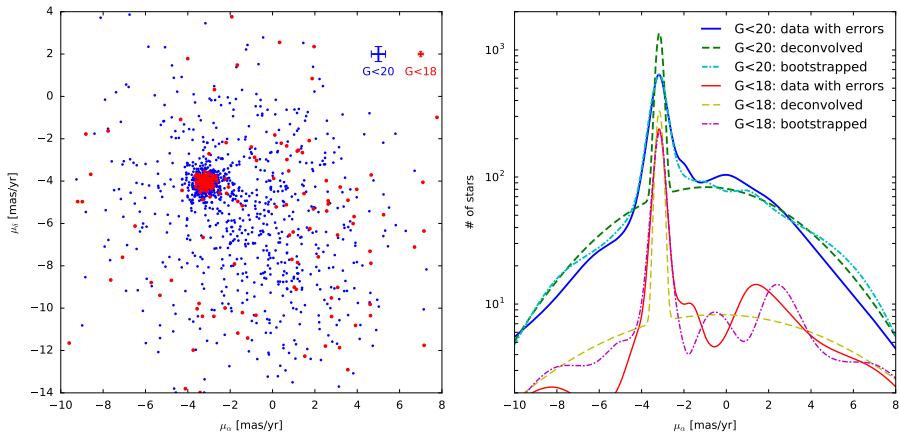 4
2
0
−2
−4
−6
−8
−10
−12
−14
−10
−8
−6
−4
−2
0
2
4
6
8
μα [mas/yr]
μδ [mas/yr]
G<20
G<18
10³
10²
10¹
# of stars
G<20: data with errors
G<20: deconvolved
G<20: bootstrapped
G<18: data with errors
G<18: deconvolved
G<18: bootstrapped
−10
−8
−6
−4
−2
0
2
4
6
8
μα [mas/yr]